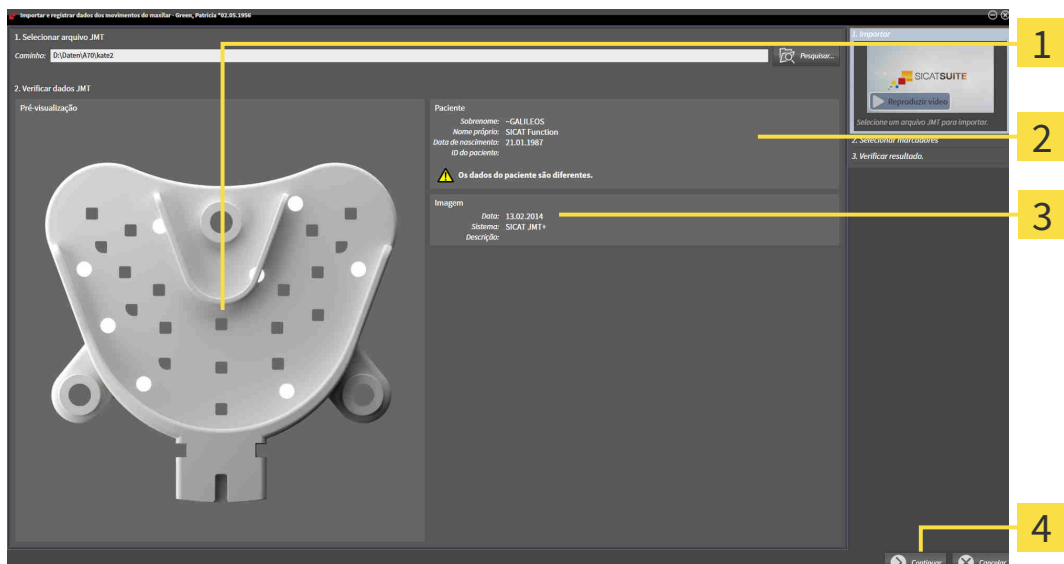 Importar e registrar dados dos movimentos do maxilar - Green, Patricia *02.05.1956
1. Selecionar arquivo JMT
Caminho: D:\Daten\A70\kate2
Pesquisar...
2. Verificar dados JMT
Pré-visualização
Paciente
Sobrenome: ~GALILEOS
Nome próprio: SICAT Function
Data de nascimento: 21.01.1987
ID do paciente:
Os dados do paciente são diferentes.
Imagem
Data: 13.02.2014
Sistema: SICAT JMT+
Descrição:
1. Importar
SICATSUITE
Reproduzir vídeo
Selecione um arquivo JMT para importar.
2. Selecionar marcadores
3. Verificar resultado.
Continuar
Cancelar
1
2
3
4